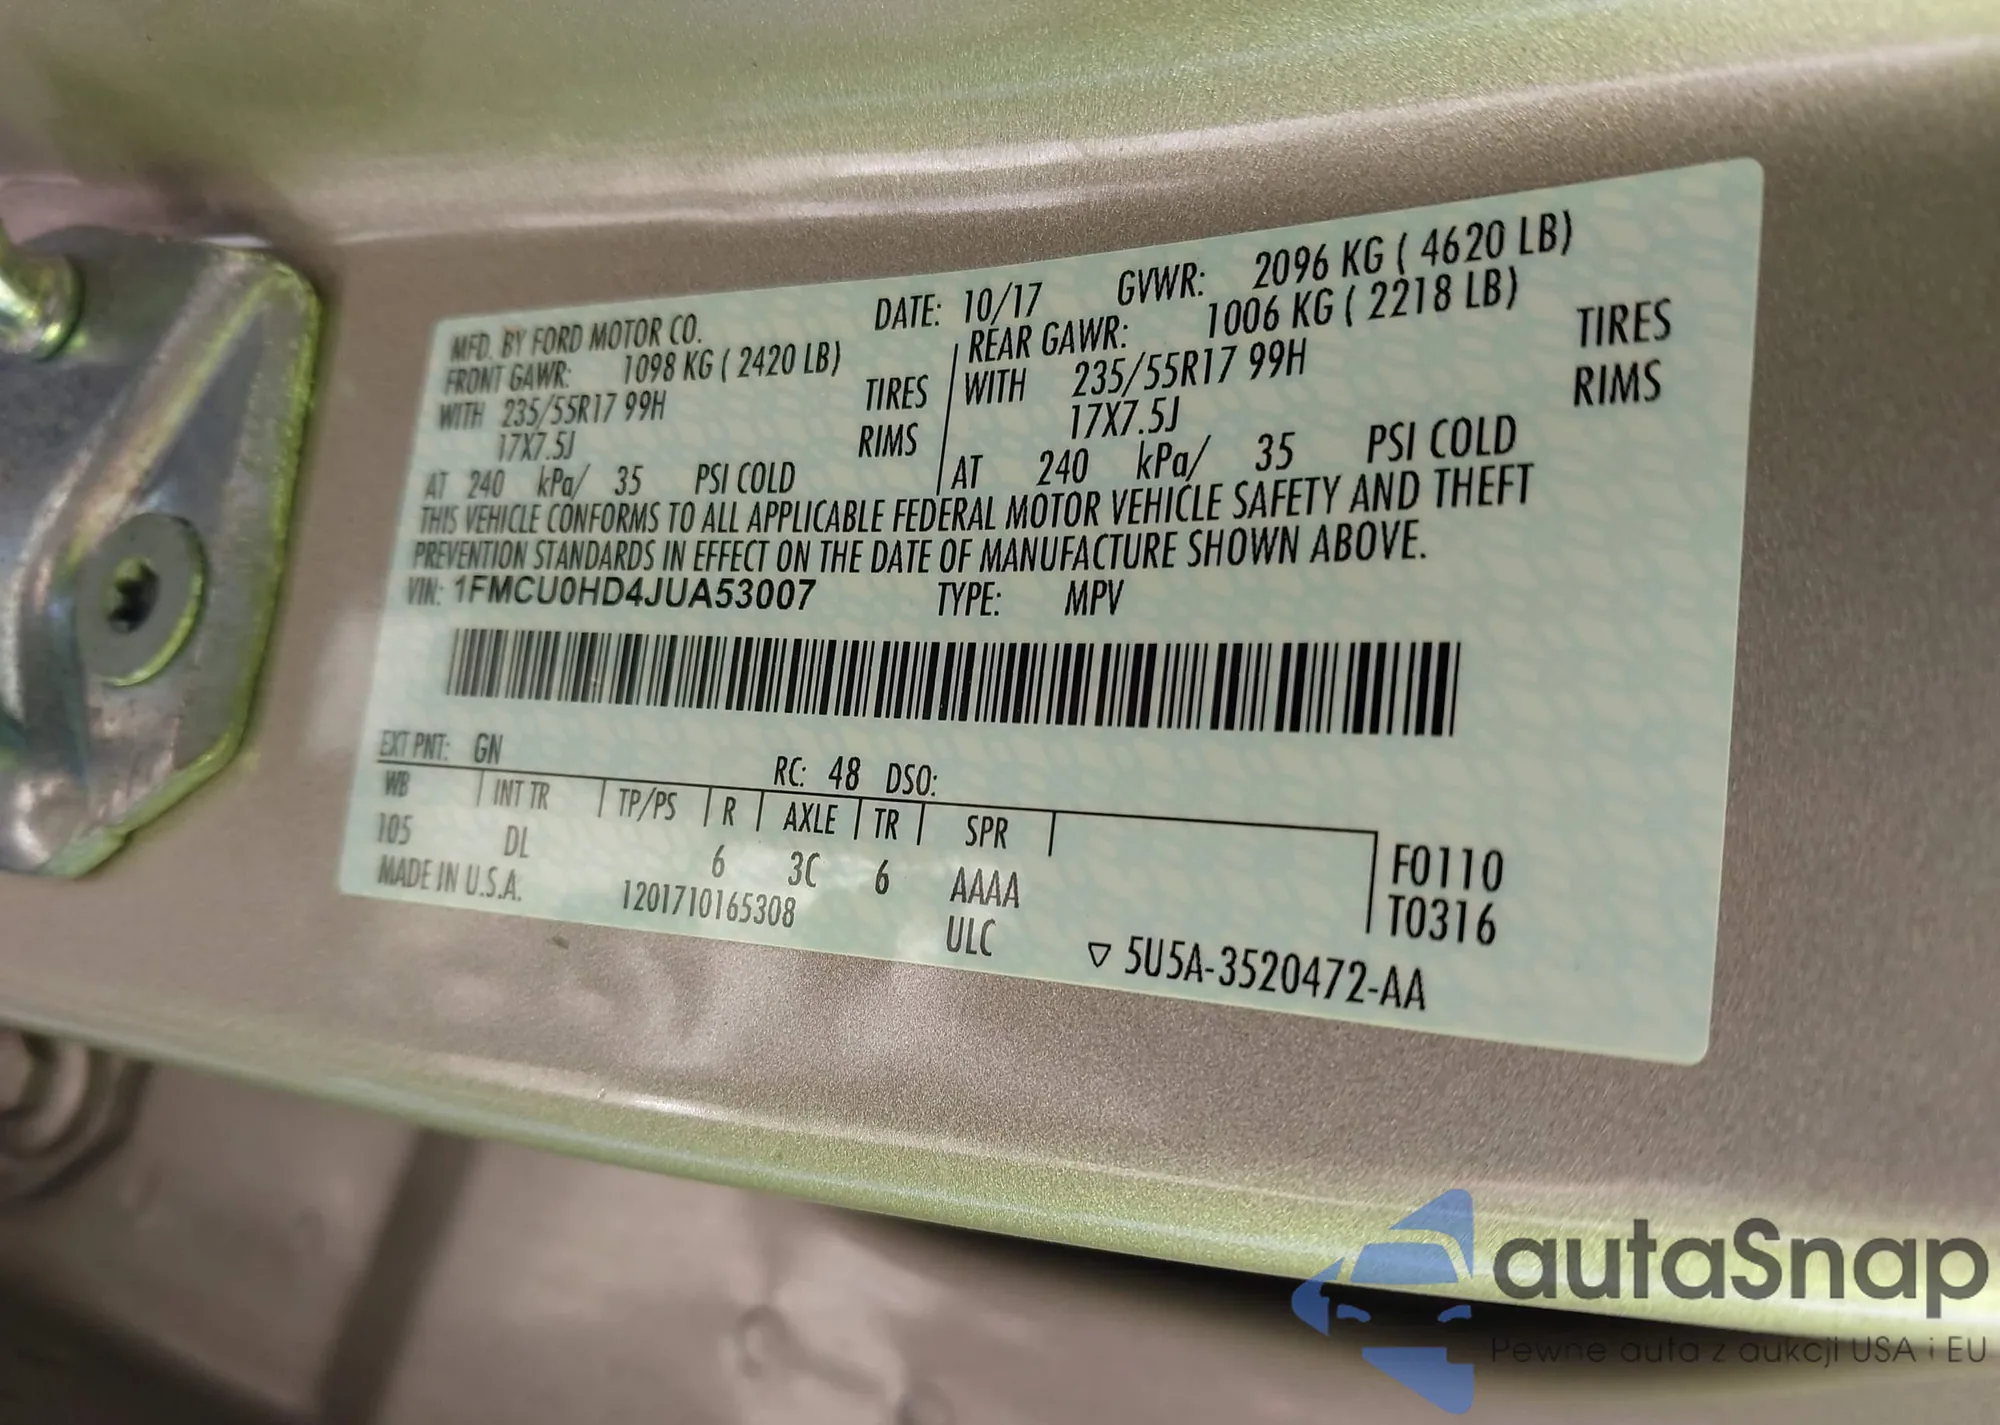 MFD. BY FORD MOTOR CO. DATE: 10/17 GVWR: 2096 KG ( 4620 LB)
FRONT GAWR: 1098 KG ( 2420 LB) REAR GAWR: 1006 KG ( 2218 LB)
WITH 235/55R17 99H TIRES WITH 235/55R17 99H TIRES
17X7.5J RIMS 17X7.5J RIMS
AT 240 kPa/ 35 PSI COLD AT 240 kPa/ 35 PSI COLD
THIS VEHICLE CONFORMS TO ALL APPLICABLE FEDERAL MOTOR VEHICLE SAFETY AND THEFT
PREVENTION STANDARDS IN EFFECT ON THE DATE OF MANUFACTURE SHOWN ABOVE.
VIN: 1FMCU0HD4JUA53007 TYPE: MPV
EXT PNT: GN RC: 48 DSO:
WB INT TR TP/PS R AXLE TR SPR
105 DL 6 3C 6 AAAA F0110
MADE IN U.S.A. 1201710165308 ULC T0316
▽ 5U5A-3520472-AA
autaSnap
Pewne auta z aukcji USA i EU